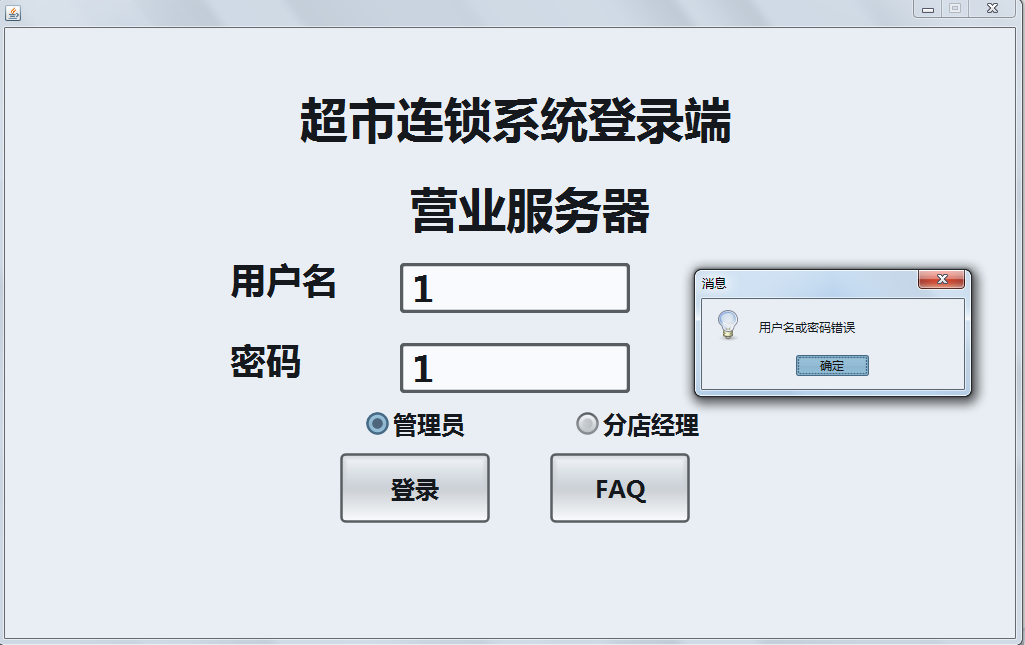 超市连锁系统登录端
营业服务器
用户名
1
密码
1
管理员
分店经理
登录
FAQ
消息
用户名或密码错误
确定